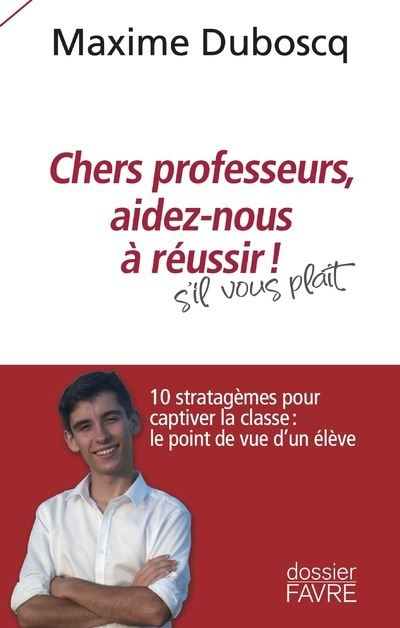 Maxime Duboscq
Chers professeurs,
aidez-nous
à réussir !
s'il vous plaît
10 stratagèmes pour
captiver la classe :
le point de vue d'un élève
dossier
FAVRE